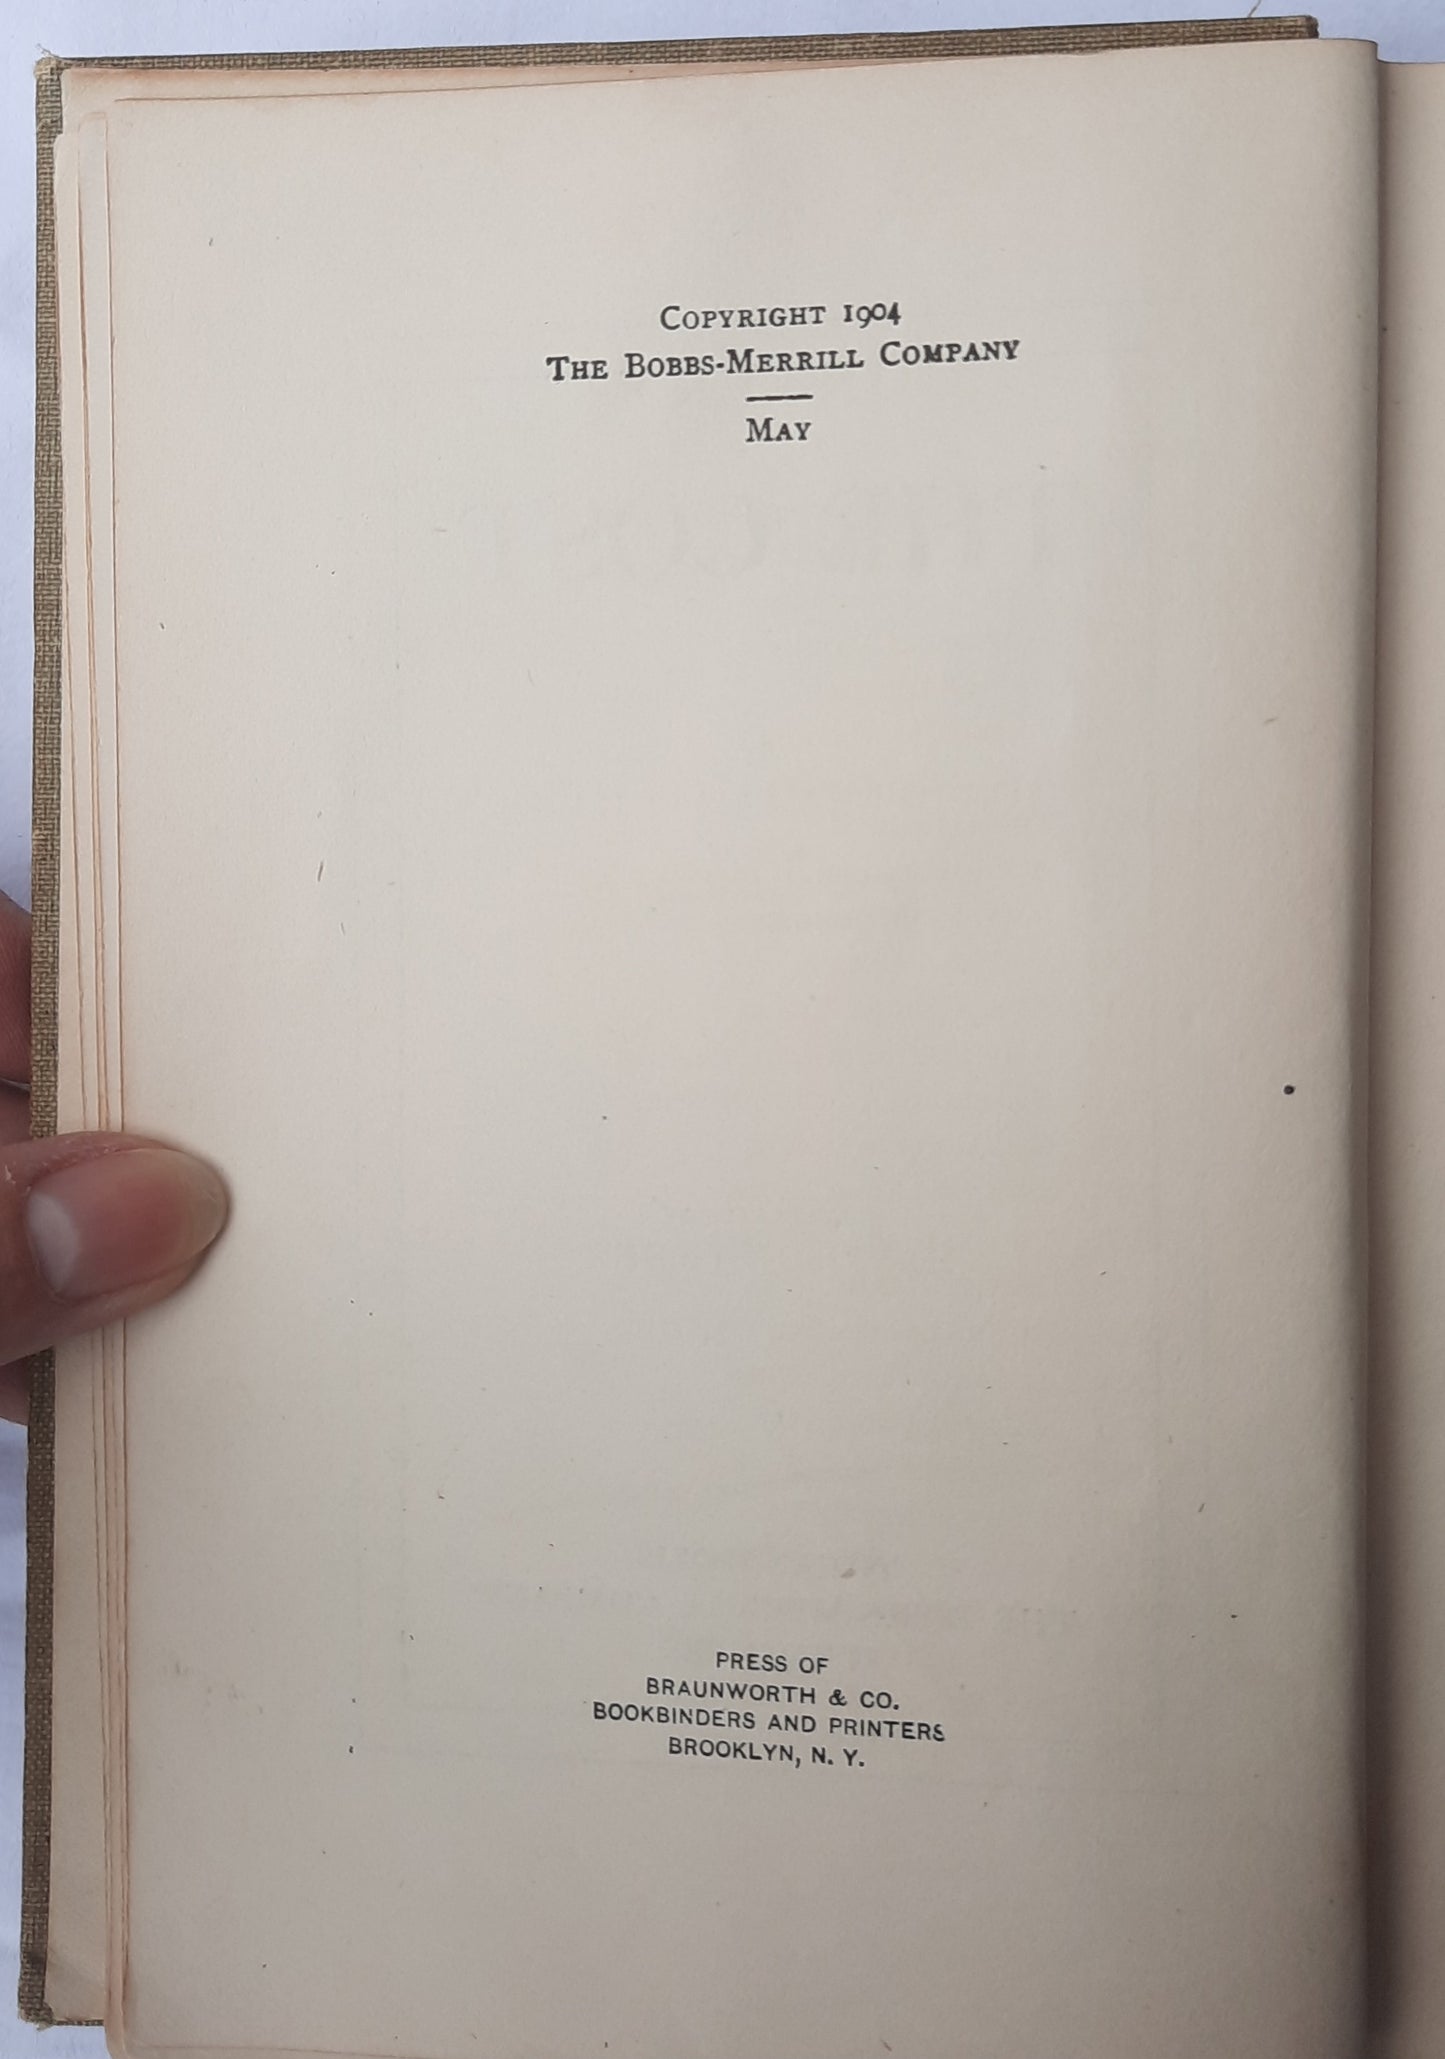 COPYRIGHT 1904
THE BOBBS-MERRILL COMPANY
MAY
PRESS OF
BRAUNWORTH & CO.
BOOKBINDERS AND PRINTERS
BROOKLYN, N. Y.